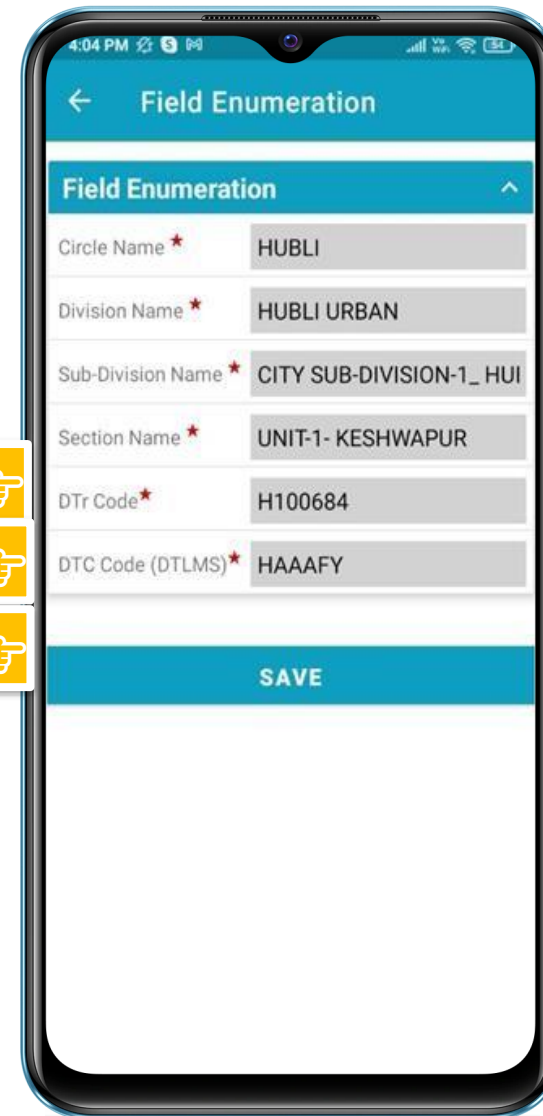 4:04 PM
54
Field Enumeration
Field Enumeration
Circle Name * HUBLI
Division Name * HUBLI URBAN
Sub-Division Name * CITY SUB-DIVISION-1_ HUI
Section Name * UNIT-1- KESHWAPUR
DTr Code* H100684
DTC Code (DTLMS)* HAAAFY
SAVE